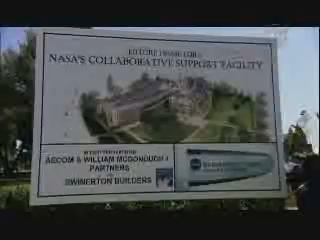 FUTURE HOME FOR:
NASA'S COLLABORATIVE SUPPORT FACILITY
AECOM & WILLIAM MCDONOUGH +
PARTNERS
SWINERTON BUILDERS